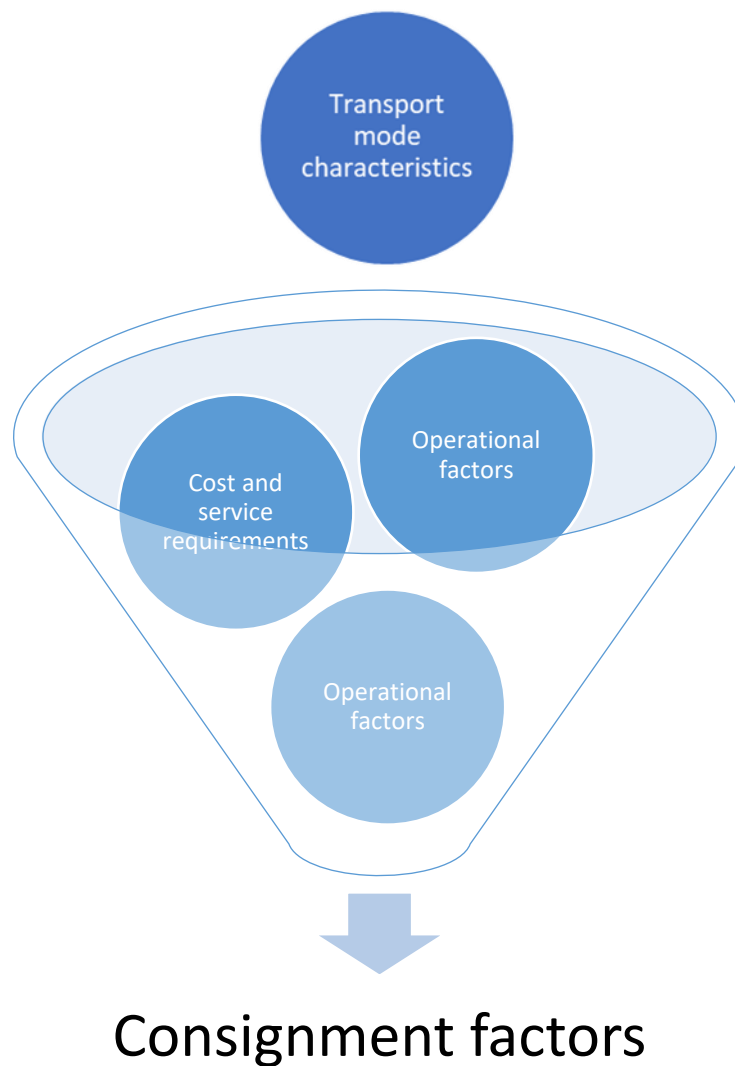 Transport
mode
characteristics
Operational
factors
Cost and
service
requirements
Operational
factors
Consignment factors